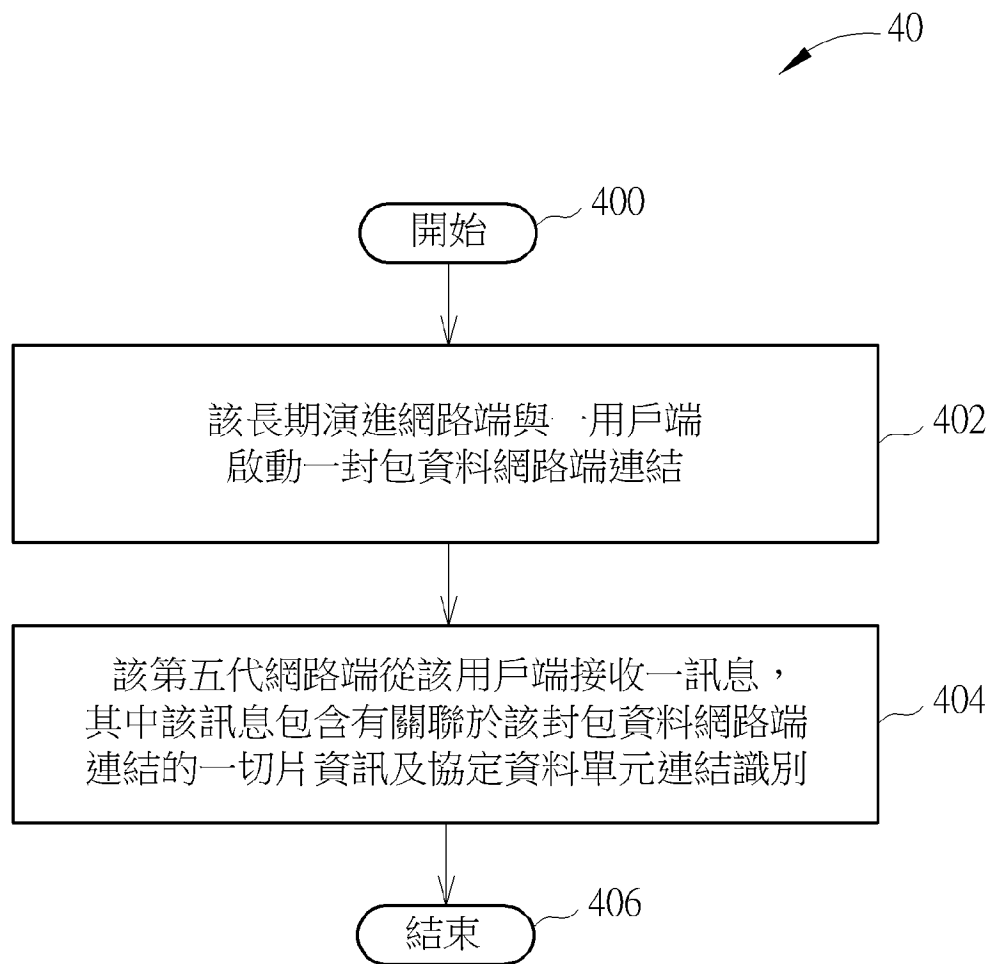 40
開始
400
該長期演進網路端與一用戶端
啟動一封包資料網路端連結
402
該第五代網路端從該用戶端接收一訊息，
其中該訊息包含有關聯於該封包資料網路端
連結的一切片資訊及協定資料單元連結識別
404
結束
406